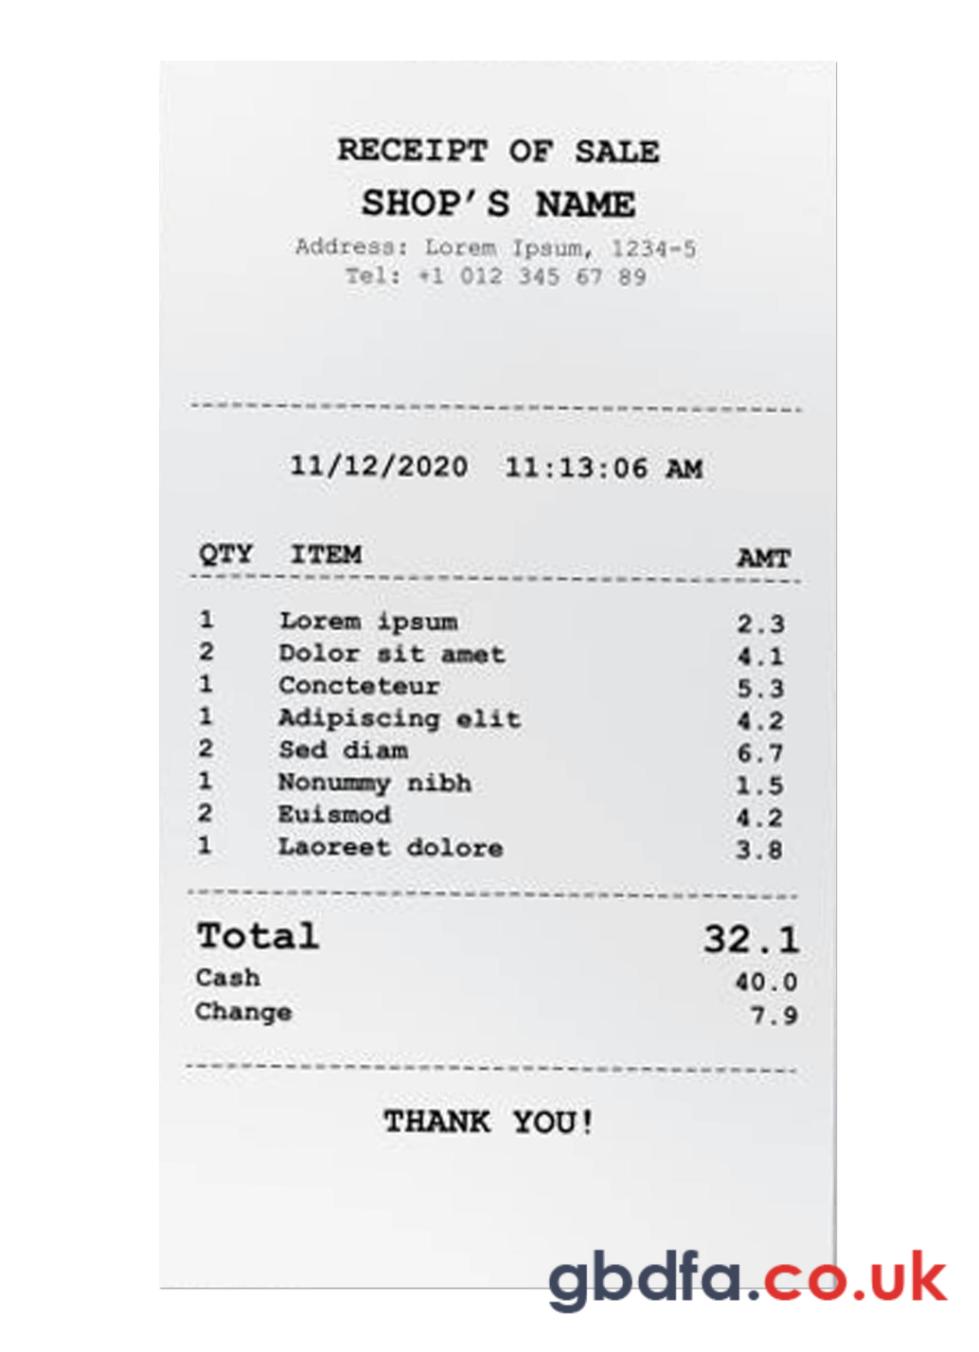 RECEIPT OF SALE
SHOP'S NAME
Address: Lorem Ipsum, 1234-5
Tel: +1 012 345 67 89
11/12/2020 11:13:06 AM
QTY ITEM AMT
1 Lorem ipsum 2.3
2 Dolor sit amet 4.1
1 Concteteur 5.3
1 Adipiscing elit 4.2
2 Sed diam 6.7
1 Nonummy nibh 1.5
2 Euismod 4.2
1 Laoreet dolore 3.8
Total 32.1
Cash 40.0
Change 7.9
THANK YOU!
gbdfa.co.uk